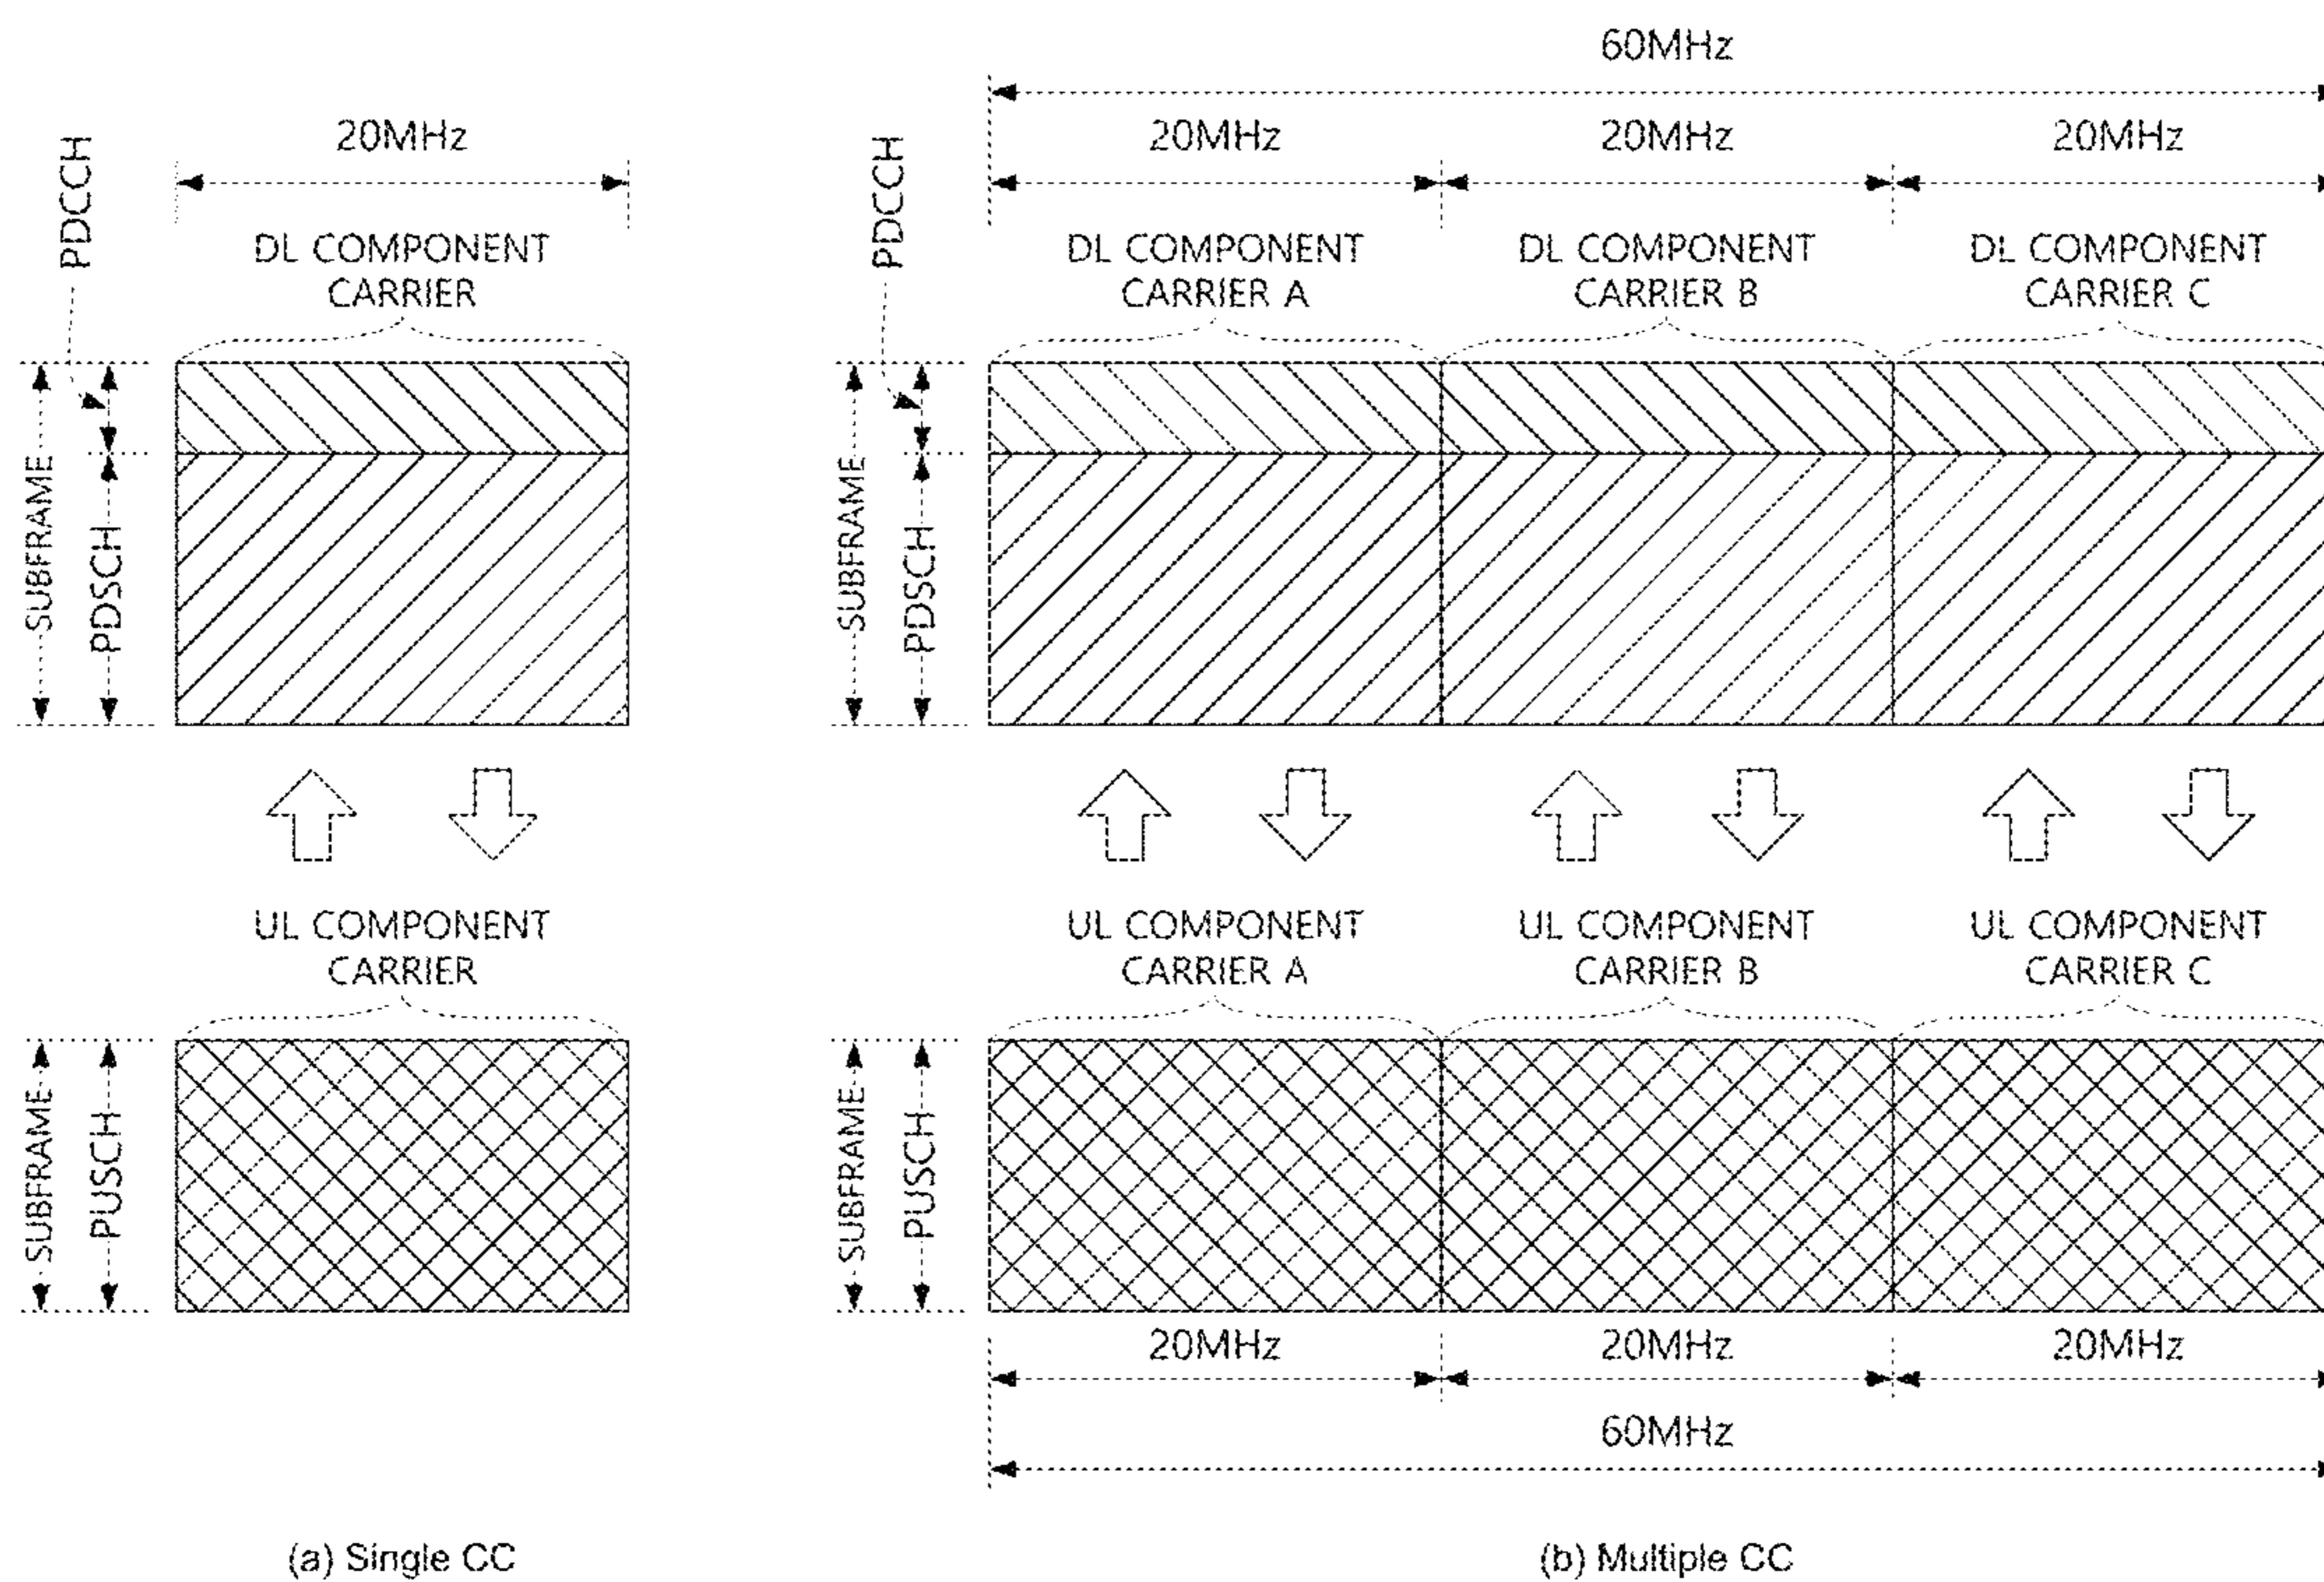 20MHz
PDCCH
DL COMPONENT
CARRIER
SUBFRAME
PDSCH
UL COMPONENT
CARRIER
SUBFRAME
PUSCH
(a) Single CC
60MHz
20MHz
20MHz
20MHz
PDCCH
DL COMPONENT
CARRIER A
DL COMPONENT
CARRIER B
DL COMPONENT
CARRIER C
SUBFRAME
PDSCH
UL COMPONENT
CARRIER A
UL COMPONENT
CARRIER B
UL COMPONENT
CARRIER C
SUBFRAME
PUSCH
20MHz
20MHz
20MHz
60MHz
(b) Multiple CC